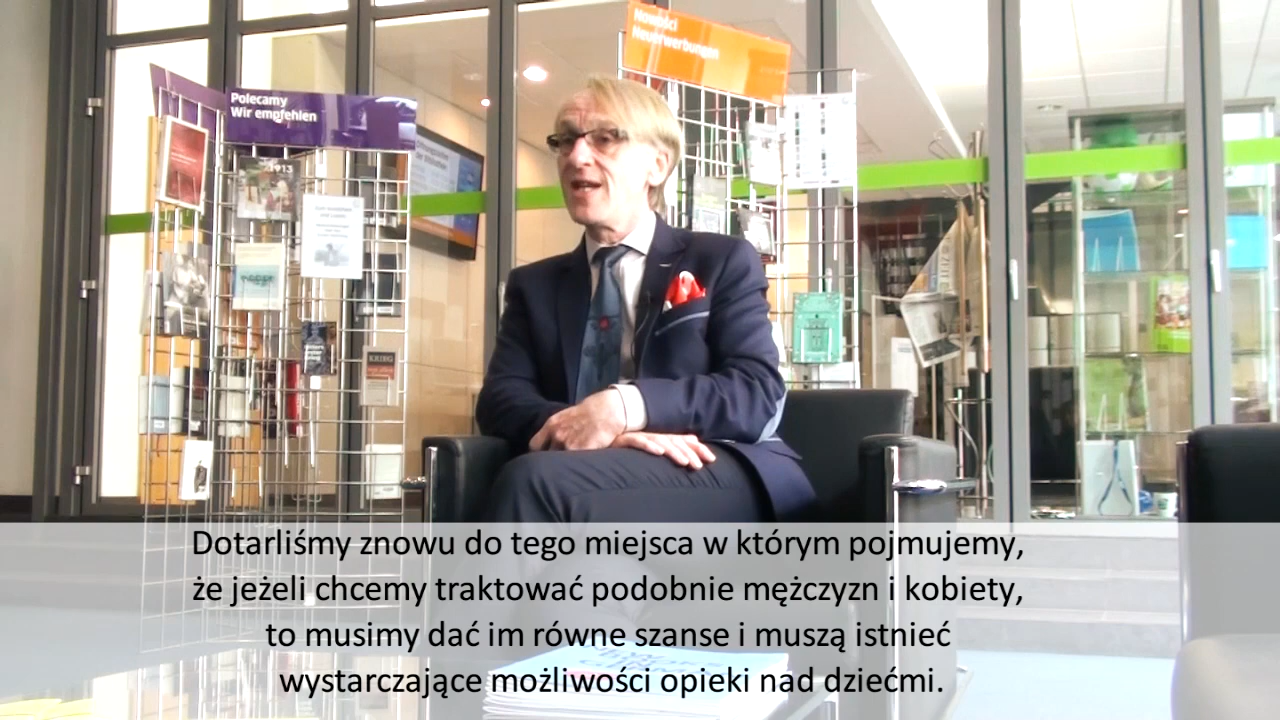 Nowości
Neuerwerbungen
Polecamy
Wir empfehlen
1913
KRIEG
Dotarliśmy znowu do tego miejsca w którym pojmujemy,
że jeżeli chcemy traktować podobnie mężczyzn i kobiety,
to musimy dać im równe szanse i muszą istnieć
wystarczające możliwości opieki nad dziećmi.